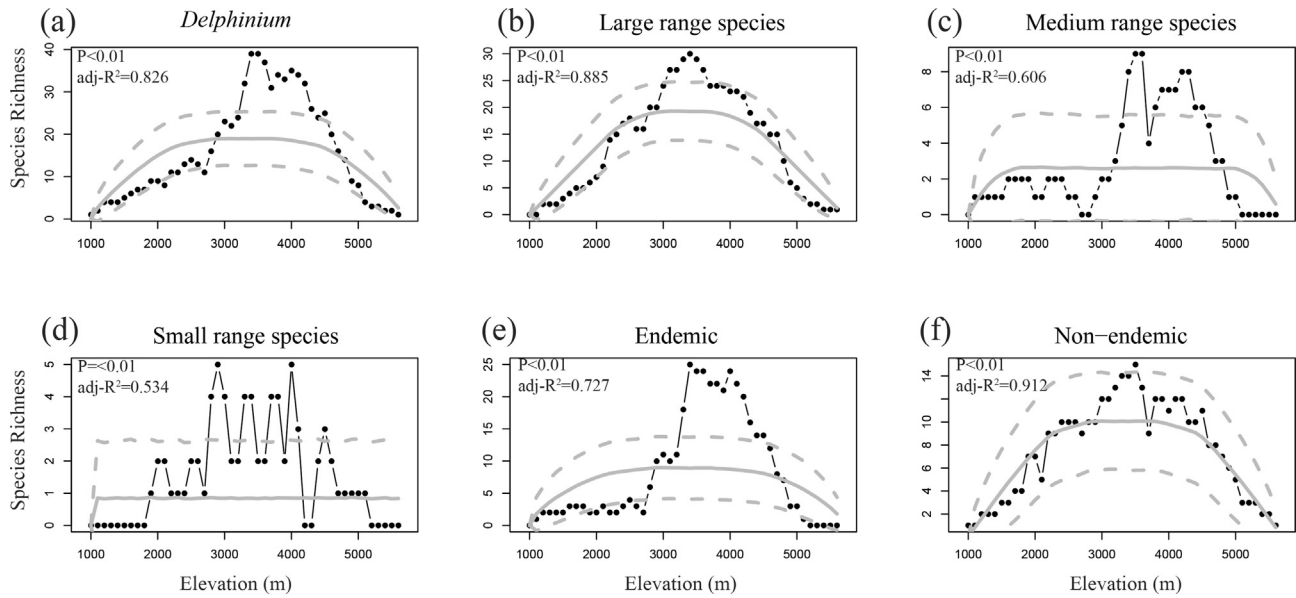 (a) Delphinium
P<0.01
adj-R²=0.826
Species Richness
40
30
20
10
0
1000 2000 3000 4000 5000
(b) Large range species
P<0.01
adj-R²=0.885
30
25
20
15
10
5
0
1000 2000 3000 4000 5000
(c) Medium range species
P<0.01
adj-R²=0.606
8
6
4
2
0
1000 2000 3000 4000 5000
(d) Small range species
P=<0.01
adj-R²=0.534
Species Richness
5
4
3
2
1
0
1000 2000 3000 4000 5000
Elevation (m)
(e) Endemic
P<0.01
adj-R²=0.727
25
20
15
10
5
0
1000 2000 3000 4000 5000
Elevation (m)
(f) Non−endemic
P<0.01
adj-R²=0.912
14
10
8
6
4
2
1000 2000 3000 4000 5000
Elevation (m)